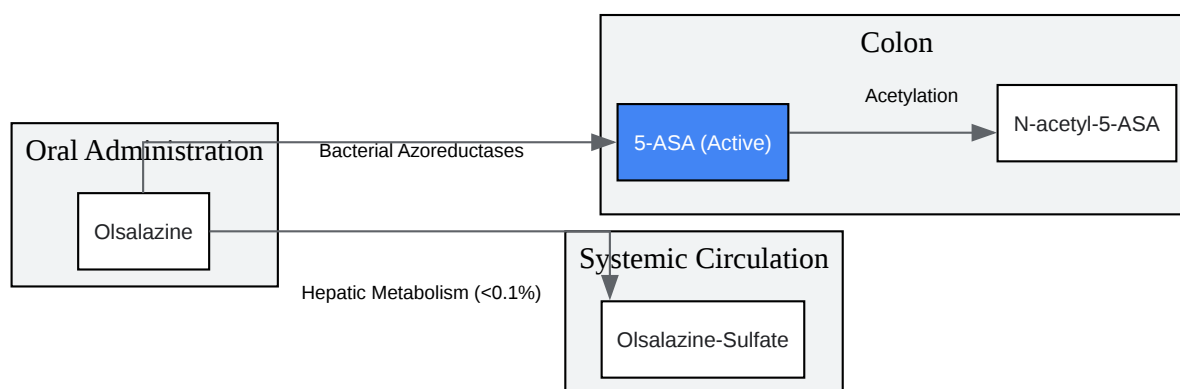 Oral Administration
Olsalazine
Bacterial Azoreductases
Hepatic Metabolism (<0.1%)
Colon
5-ASA (Active)
Acetylation
N-acetyl-5-ASA
Systemic Circulation
Olsalazine-Sulfate